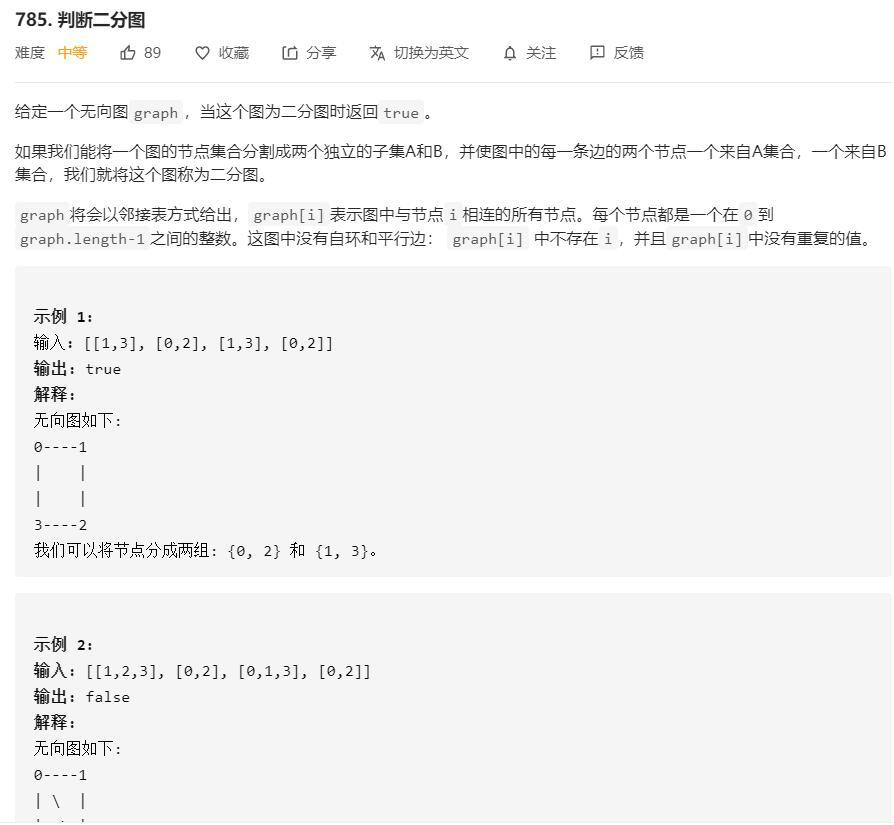 785. 判断二分图
难度 中等 89 收藏 分享 切换为英文 关注 反馈
给定一个无向图 graph ，当这个图为二分图时返回 true 。
如果我们能将一个图的节点集合分割成两个独立的子集A和B，并使图中的每一条边的两个节点一个来自A集合，一个来自B
集合，我们就将这个图称为二分图。
graph 将会以邻接表方式给出， graph[i] 表示图中与节点 i 相连的所有节点。每个节点都是一个在 0 到
graph.length-1 之间的整数。这图中没有自环和平行边： graph[i] 中不存在 i ，并且 graph[i] 中没有重复的值。
示例 1:
输入: [[1,3], [0,2], [1,3], [0,2]]
输出: true
解释:
无向图如下:
0----1
|    |
|    |
3----2
我们可以将节点分成两组: {0, 2} 和 {1, 3}。
示例 2:
输入: [[1,2,3], [0,2], [0,1,3], [0,2]]
输出: false
解释:
无向图如下:
0----1
| \  |